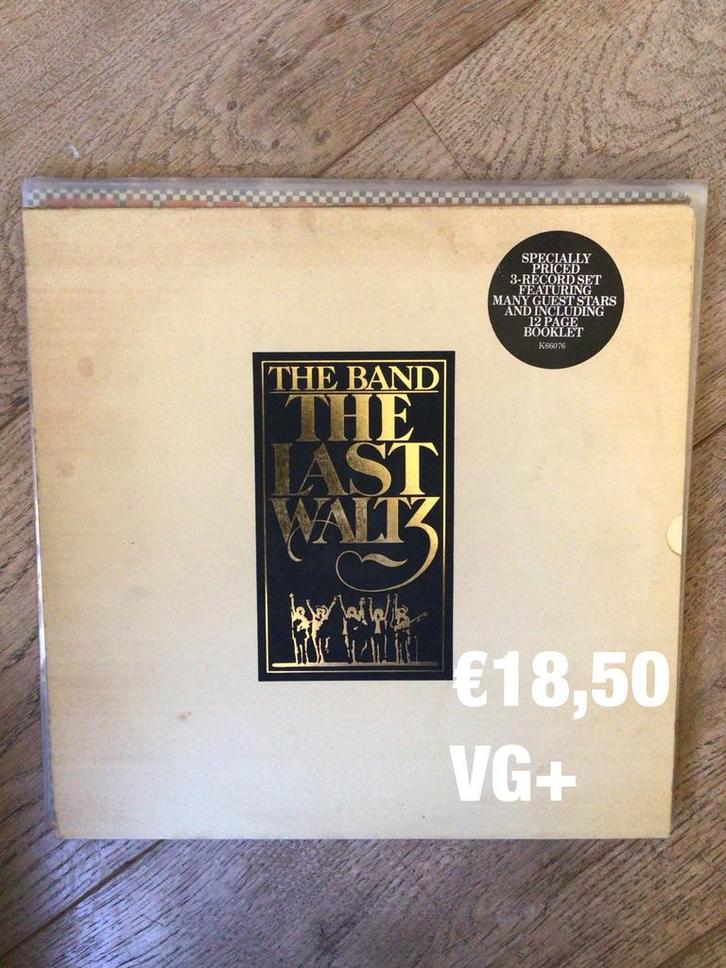 SPECIALLY
PRICED
3-RECORD SET
FEATURING
MANY GUEST STARS
AND INCLUDING
12 PAGE
BOOKLET
K66076
THE BAND
THE
LAST
WALTZ
€18,50
VG+